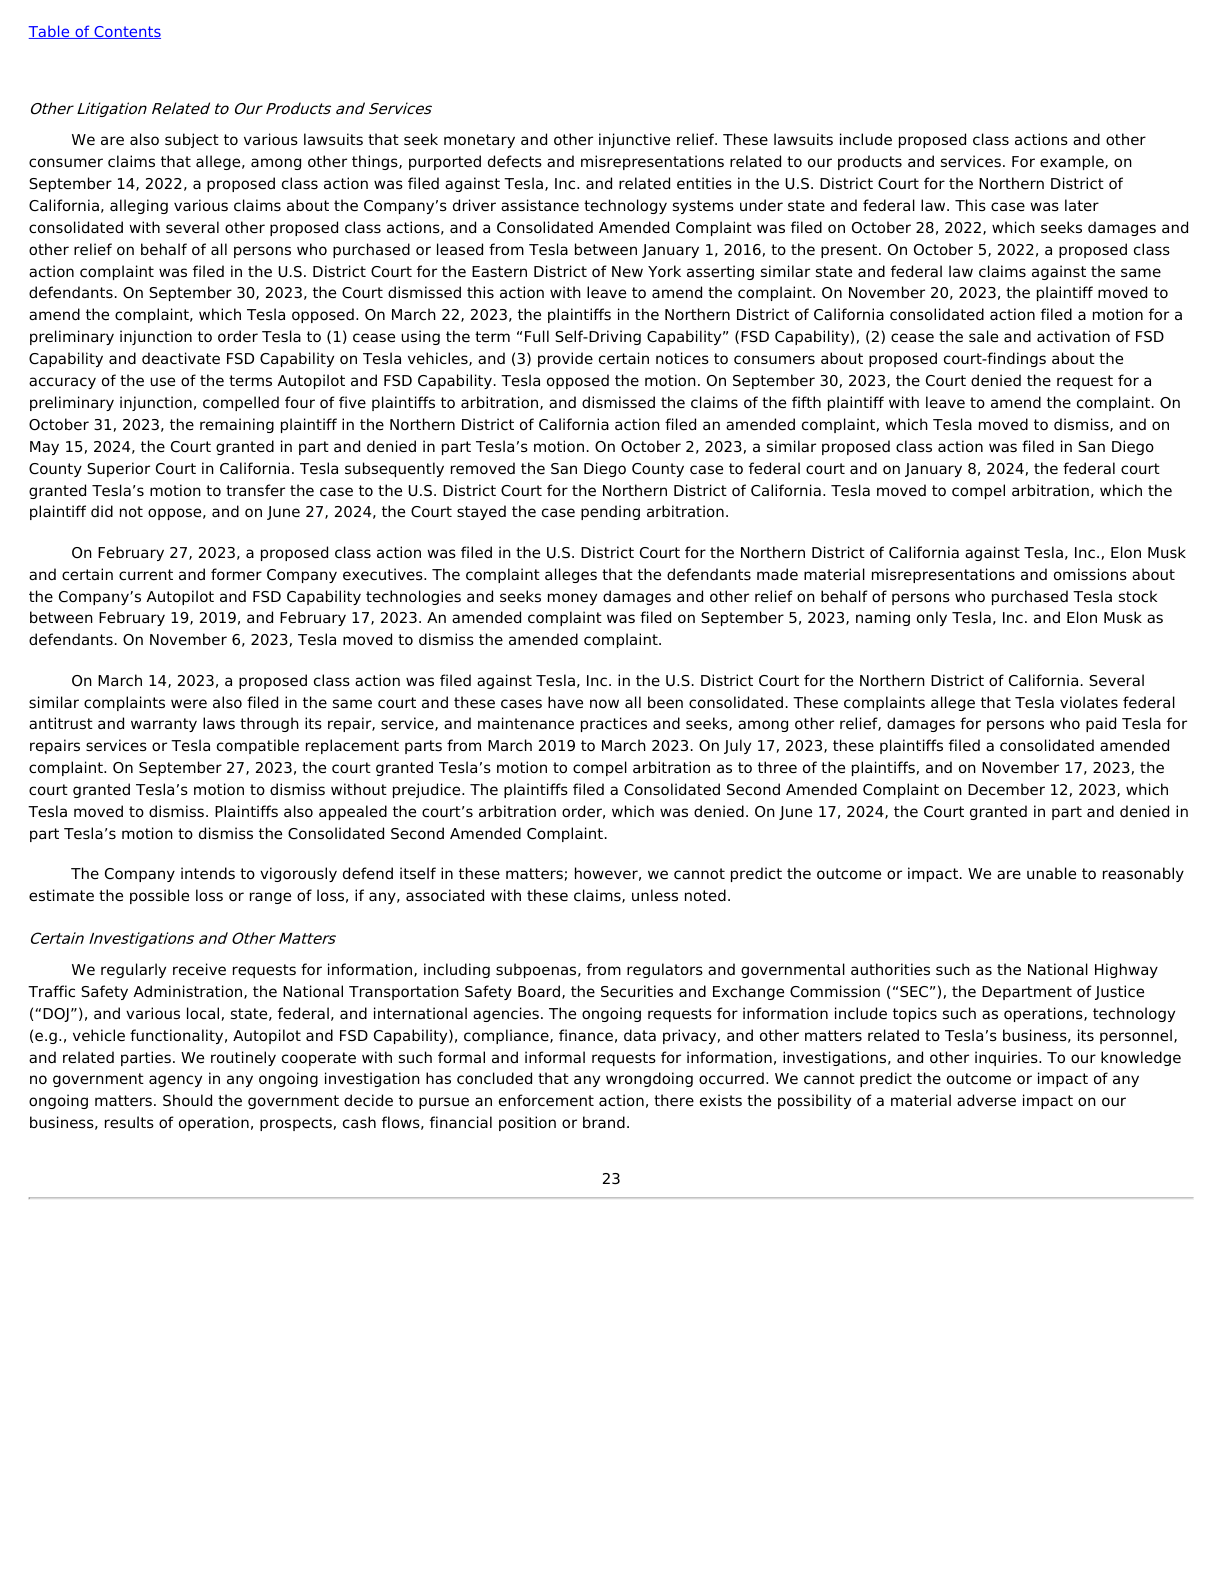 Table of Contents
Other Litigation Related to Our Products and Services
We are also subject to various lawsuits that seek monetary and other injunctive relief. These lawsuits include proposed class actions and other
consumer claims that allege, among other things, purported defects and misrepresentations related to our products and services. For example, on
September 14, 2022, a proposed class action was filed against Tesla, Inc. and related entities in the U.S. District Court for the Northern District of
California, alleging various claims about the Company’s driver assistance technology systems under state and federal law. This case was later
consolidated with several other proposed class actions, and a Consolidated Amended Complaint was filed on October 28, 2022, which seeks damages and
other relief on behalf of all persons who purchased or leased from Tesla between January 1, 2016, to the present. On October 5, 2022, a proposed class
action complaint was filed in the U.S. District Court for the Eastern District of New York asserting similar state and federal law claims against the same
defendants. On September 30, 2023, the Court dismissed this action with leave to amend the complaint. On November 20, 2023, the plaintiff moved to
amend the complaint, which Tesla opposed. On March 22, 2023, the plaintiffs in the Northern District of California consolidated action filed a motion for a
preliminary injunction to order Tesla to (1) cease using the term “Full Self-Driving Capability” (FSD Capability), (2) cease the sale and activation of FSD
Capability and deactivate FSD Capability on Tesla vehicles, and (3) provide certain notices to consumers about proposed court-findings about the
accuracy of the use of the terms Autopilot and FSD Capability. Tesla opposed the motion. On September 30, 2023, the Court denied the request for a
preliminary injunction, compelled four of five plaintiffs to arbitration, and dismissed the claims of the fifth plaintiff with leave to amend the complaint. On
October 31, 2023, the remaining plaintiff in the Northern District of California action filed an amended complaint, which Tesla moved to dismiss, and on
May 15, 2024, the Court granted in part and denied in part Tesla’s motion. On October 2, 2023, a similar proposed class action was filed in San Diego
County Superior Court in California. Tesla subsequently removed the San Diego County case to federal court and on January 8, 2024, the federal court
granted Tesla’s motion to transfer the case to the U.S. District Court for the Northern District of California. Tesla moved to compel arbitration, which the
plaintiff did not oppose, and on June 27, 2024, the Court stayed the case pending arbitration.
On February 27, 2023, a proposed class action was filed in the U.S. District Court for the Northern District of California against Tesla, Inc., Elon Musk
and certain current and former Company executives. The complaint alleges that the defendants made material misrepresentations and omissions about
the Company’s Autopilot and FSD Capability technologies and seeks money damages and other relief on behalf of persons who purchased Tesla stock
between February 19, 2019, and February 17, 2023. An amended complaint was filed on September 5, 2023, naming only Tesla, Inc. and Elon Musk as
defendants. On November 6, 2023, Tesla moved to dismiss the amended complaint.
On March 14, 2023, a proposed class action was filed against Tesla, Inc. in the U.S. District Court for the Northern District of California. Several
similar complaints were also filed in the same court and these cases have now all been consolidated. These complaints allege that Tesla violates federal
antitrust and warranty laws through its repair, service, and maintenance practices and seeks, among other relief, damages for persons who paid Tesla for
repairs services or Tesla compatible replacement parts from March 2019 to March 2023. On July 17, 2023, these plaintiffs filed a consolidated amended
complaint. On September 27, 2023, the court granted Tesla’s motion to compel arbitration as to three of the plaintiffs, and on November 17, 2023, the
court granted Tesla’s motion to dismiss without prejudice. The plaintiffs filed a Consolidated Second Amended Complaint on December 12, 2023, which
Tesla moved to dismiss. Plaintiffs also appealed the court’s arbitration order, which was denied. On June 17, 2024, the Court granted in part and denied in
part Tesla’s motion to dismiss the Consolidated Second Amended Complaint.
The Company intends to vigorously defend itself in these matters; however, we cannot predict the outcome or impact. We are unable to reasonably
estimate the possible loss or range of loss, if any, associated with these claims, unless noted.
Certain Investigations and Other Matters
We regularly receive requests for information, including subpoenas, from regulators and governmental authorities such as the National Highway
Traffic Safety Administration, the National Transportation Safety Board, the Securities and Exchange Commission (“SEC”), the Department of Justice
(“DOJ”), and various local, state, federal, and international agencies. The ongoing requests for information include topics such as operations, technology
(e.g., vehicle functionality, Autopilot and FSD Capability), compliance, finance, data privacy, and other matters related to Tesla’s business, its personnel,
and related parties. We routinely cooperate with such formal and informal requests for information, investigations, and other inquiries. To our knowledge
no government agency in any ongoing investigation has concluded that any wrongdoing occurred. We cannot predict the outcome or impact of any
ongoing matters. Should the government decide to pursue an enforcement action, there exists the possibility of a material adverse impact on our
business, results of operation, prospects, cash flows, financial position or brand.
23